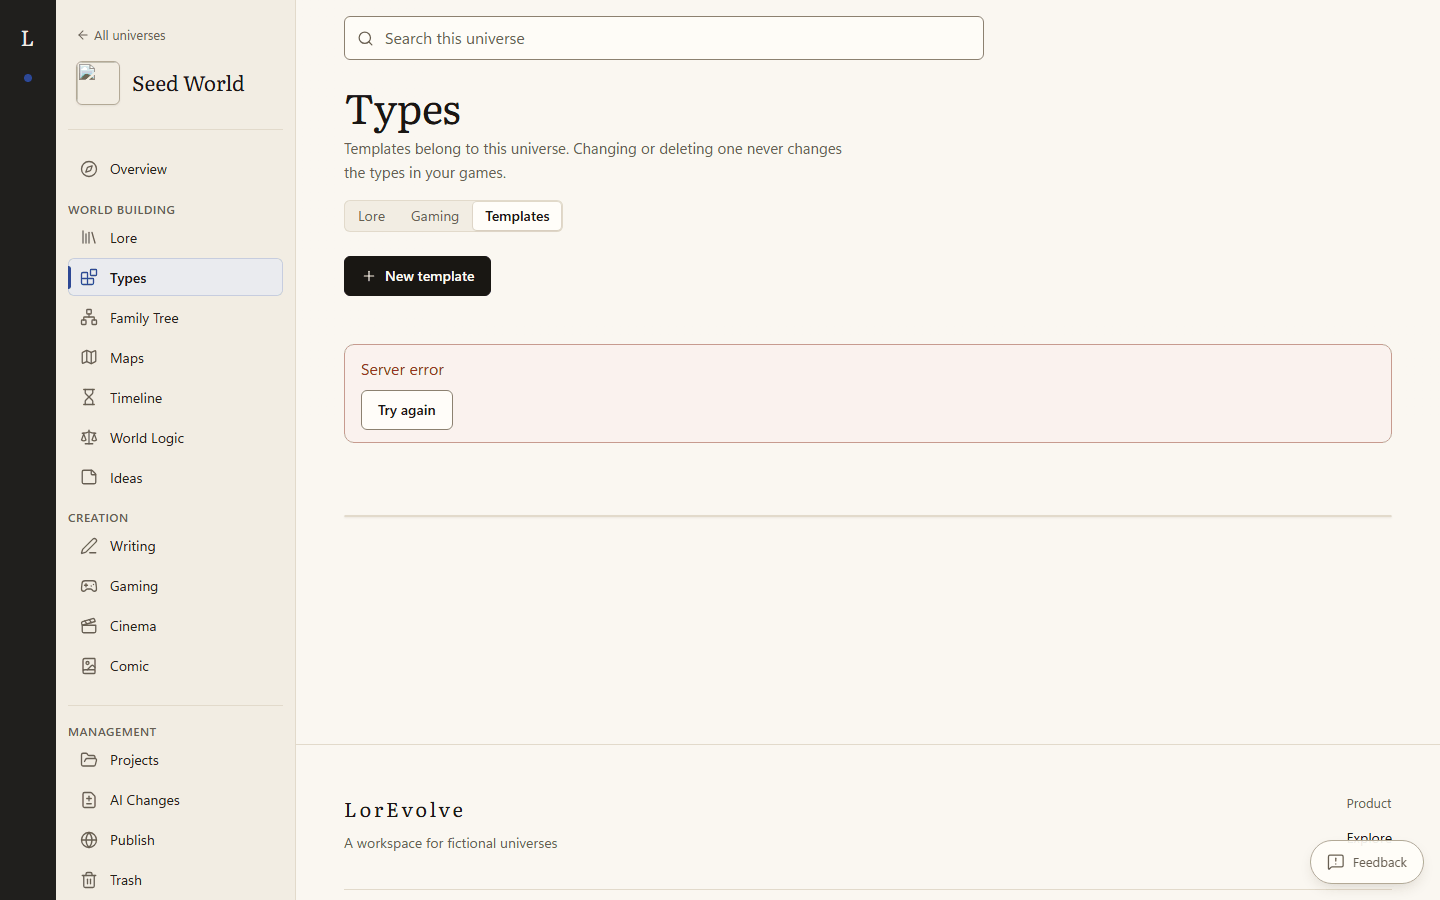 L
All universes
Seed World
Overview
WORLD BUILDING
Lore
Types
Family Tree
Maps
Timeline
World Logic
Ideas
CREATION
Writing
Gaming
Cinema
Comic
MANAGEMENT
Projects
AI Changes
Publish
Trash
Search this universe
Types
Templates belong to this universe. Changing or deleting one never changes
the types in your games.
Lore Gaming Templates
New template
Server error
Try again
LorEvolve
A workspace for fictional universes
Product
Explore
Feedback